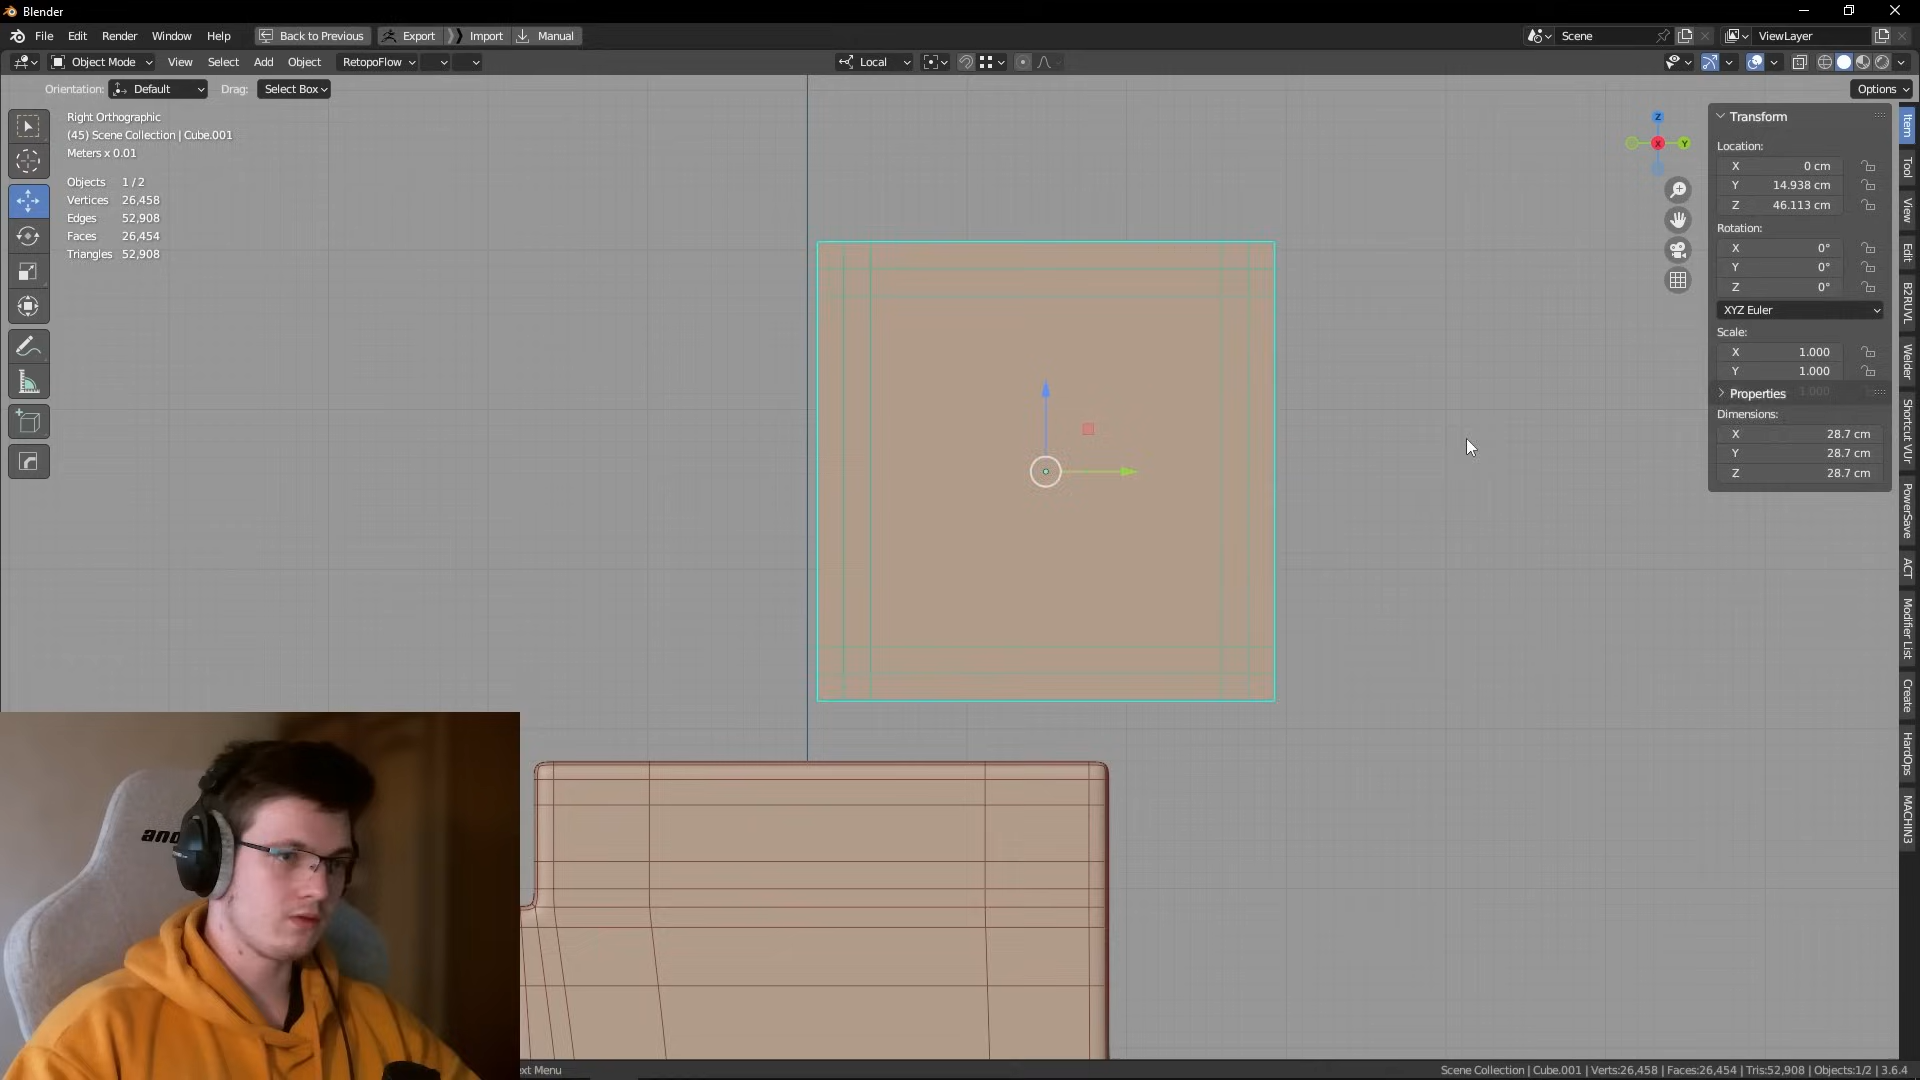 Blender
File Edit Render Window Help Back to Previous Export Import Manual Scene ViewLayer
Object Mode View Select Add Object RetopoFlow Local
Orientation: Default Drag: Select Box Options
Right Orthographic
(45) Scene Collection | Cube.001
Meters x 0.01
Objects 1 / 2
Vertices 26,458
Edges 52,908
Faces 26,454
Triangles 52,908
Z
X
Y
Transform
Location:
X 0 cm
Y 14.938 cm
Z 46.113 cm
Rotation:
X 0°
Y 0°
Z 0°
XYZ Euler
Scale:
X 1.000
Y 1.000
1.000
Properties
Dimensions:
X 28.7 cm
Y 28.7 cm
Z 28.7 cm
Item
Tool
View
Edit
B2RUVL
Welder
Shortcut VUr
PowerSave
ACT
Modifier List
Create
HardOps
MACHIN3
and
ext Menu
Scene Collection | Cube.001 | Verts:26,458 | Faces:26,454 | Tris:52,908 | Objects:1/2 | 3.6.4